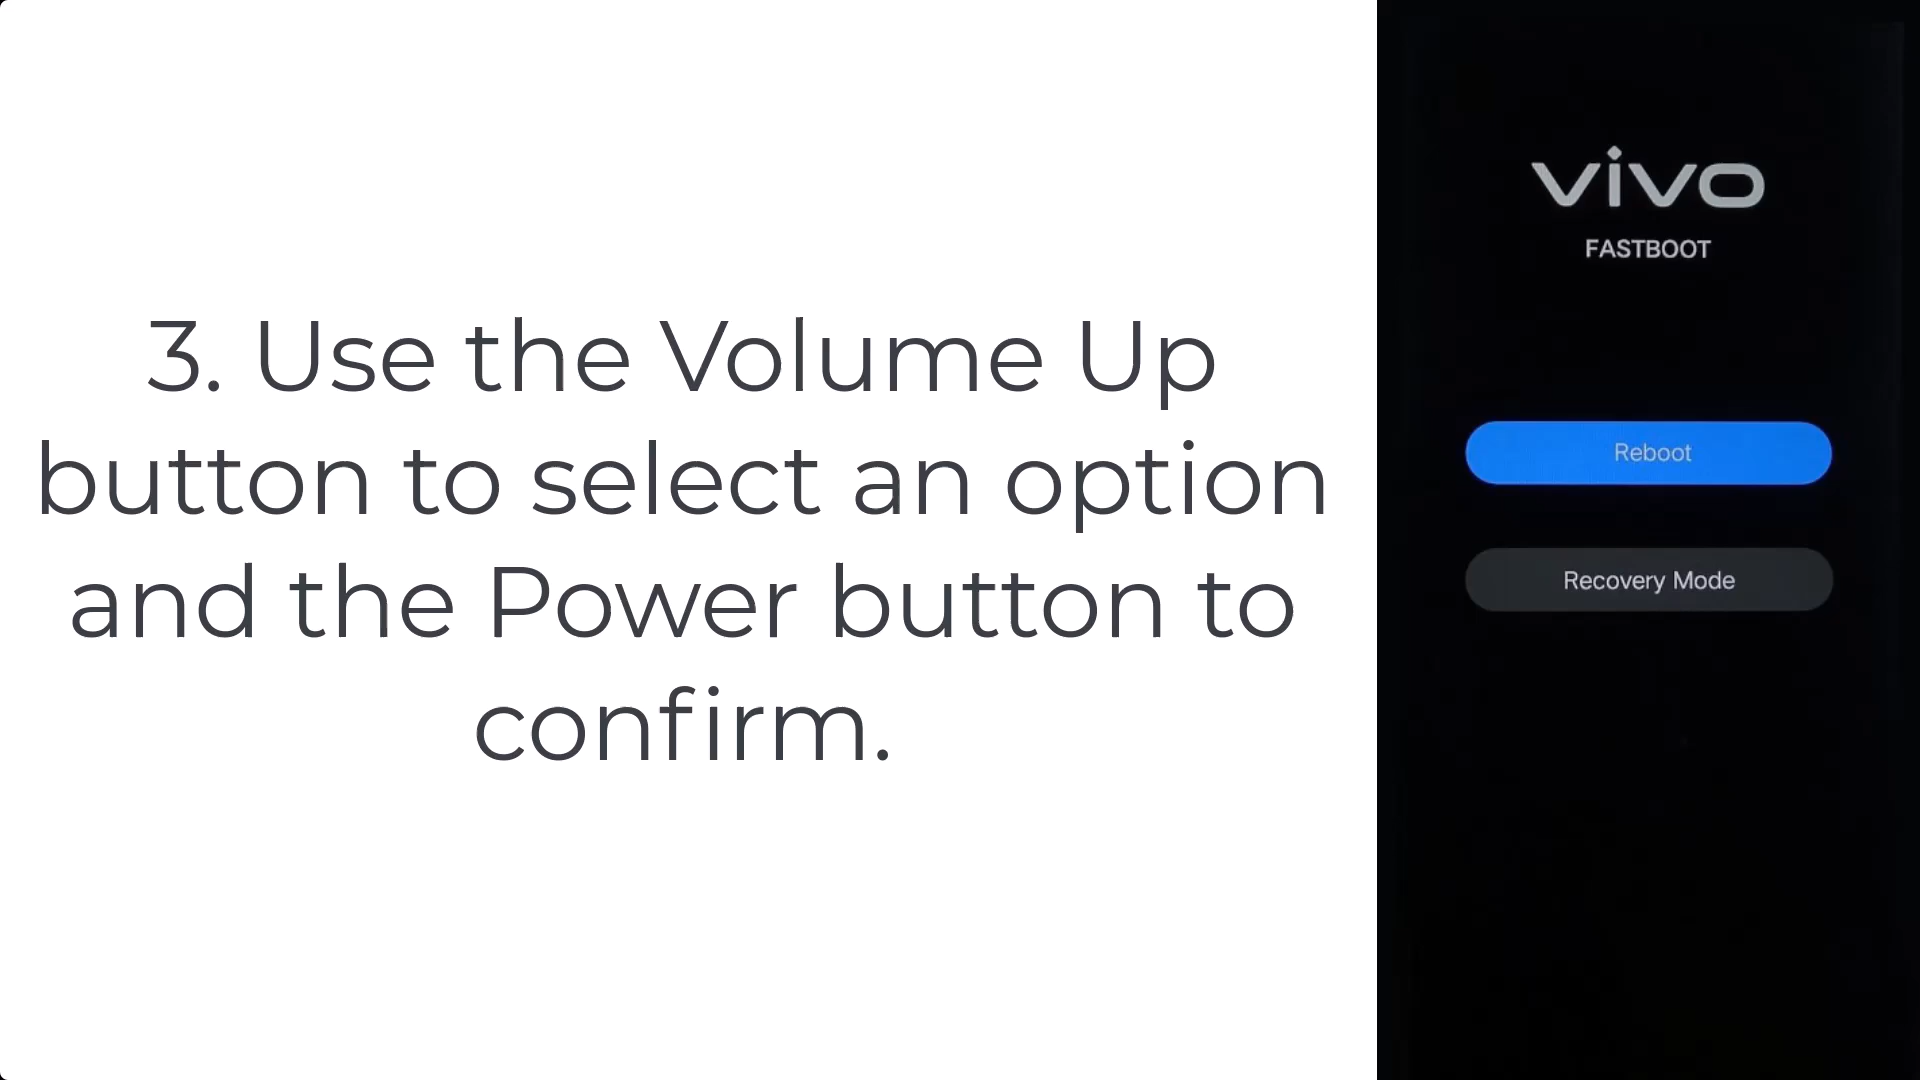 3. Use the Volume Up
button to select an option
and the Power button to
confirm.
vivo
FASTBOOT
Reboot
Recovery Mode